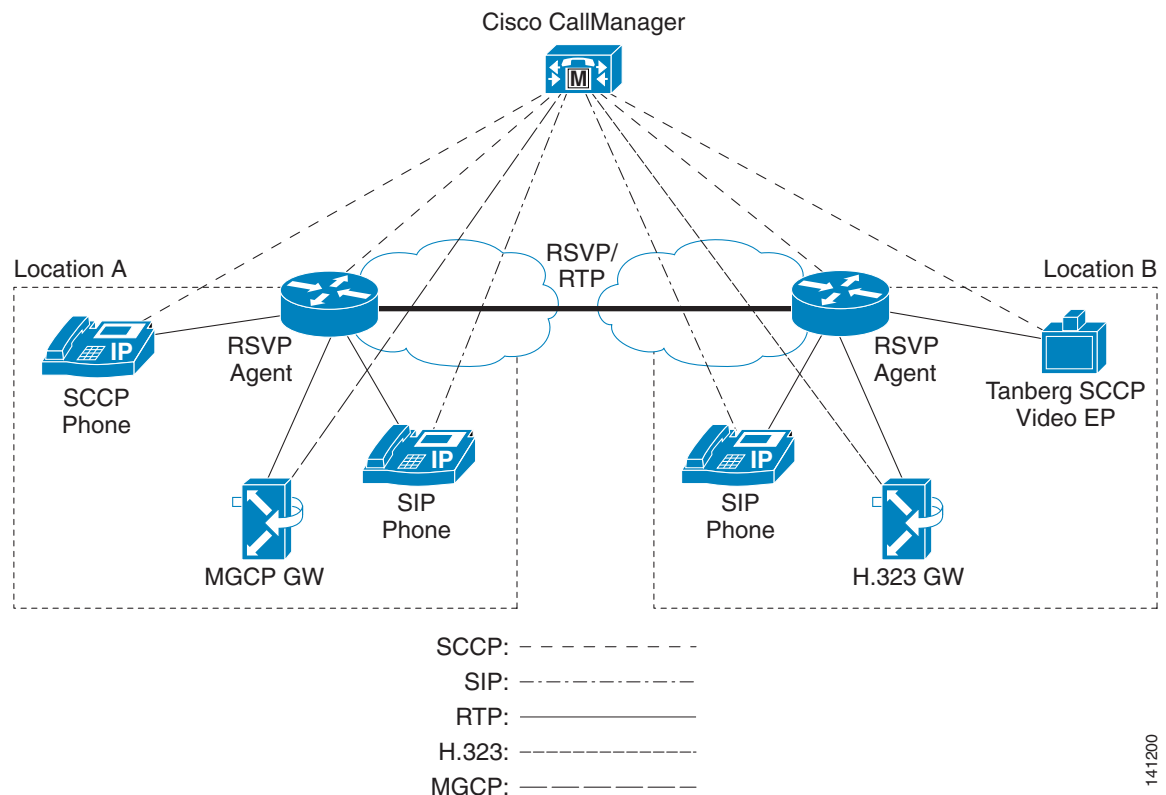 Cisco CallManager
M
RSVP/
RTP
Location A
Location B
IP
RSVP
Agent
RSVP
Agent
SCCP
Phone
Tanberg SCCP
Video EP
IP
IP
SIP
Phone
SIP
Phone
MGCP GW
H.323 GW
SCCP:
SIP:
RTP:
H.323:
MGCP:
141200